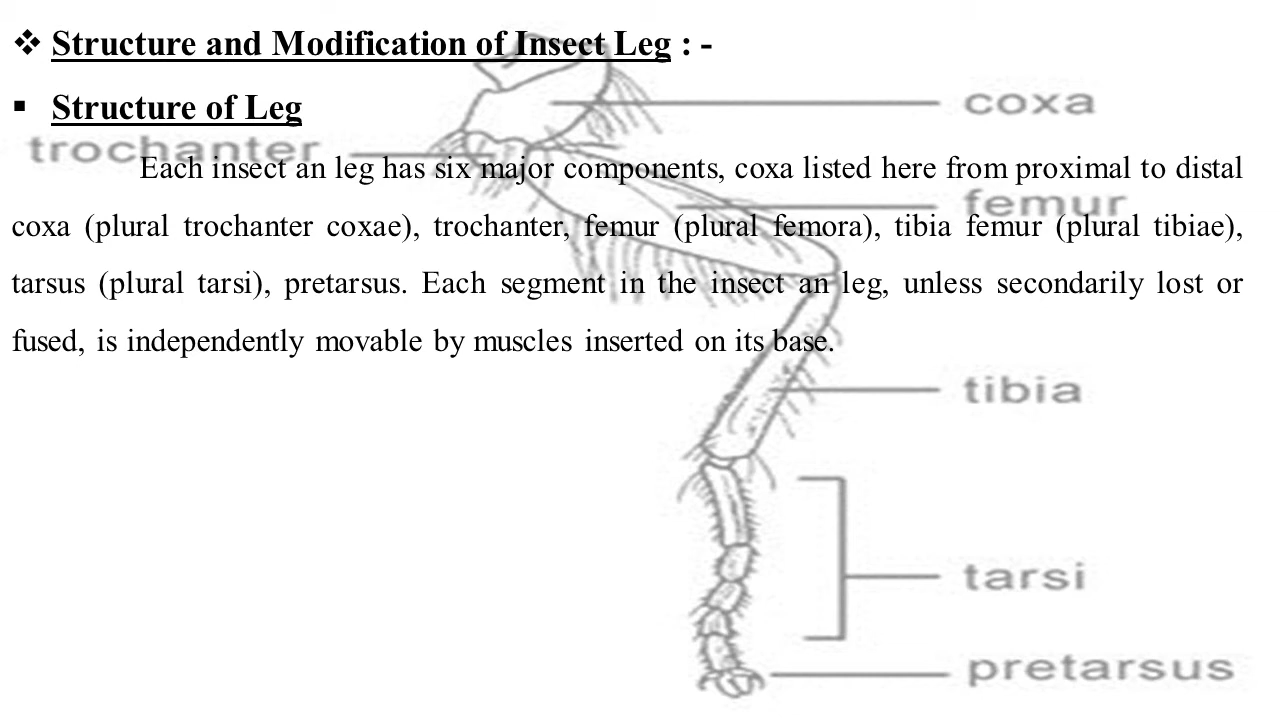 ❖ Structure and Modification of Insect Leg : -
▪ Structure of Leg
coxa
trochanter
Each insect an leg has six major components, coxa listed here from proximal to distal
femur
coxa (plural trochanter coxae), trochanter, femur (plural femora), tibia femur (plural tibiae),
tarsus (plural tarsi), pretarsus. Each segment in the insect an leg, unless secondarily lost or
fused, is independently movable by muscles inserted on its base.
tibia
tarsi
pretarsus